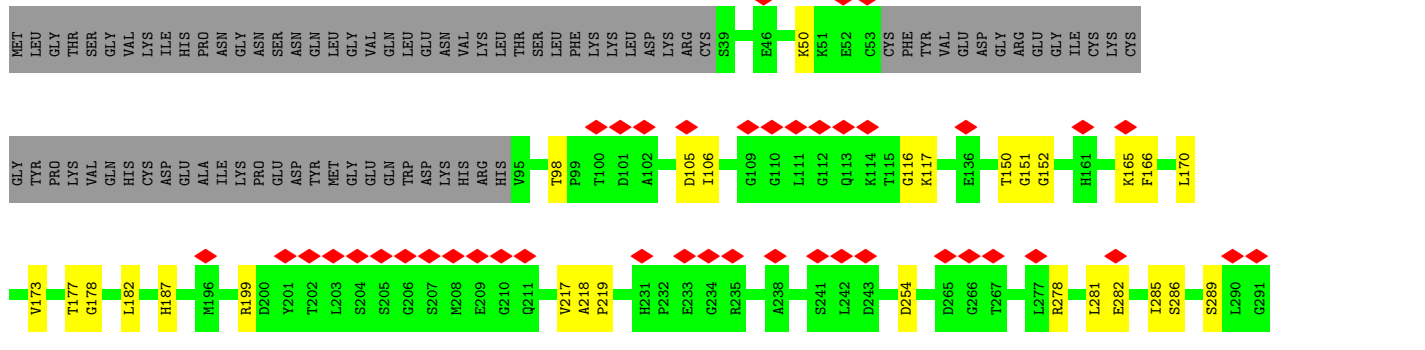 MET LEU GLY THR SER GLY VAL LYS ILE HIS PRO ASN GLY ASN SER ASN GLN LEU GLY VAL GLN LEU GLU ASN VAL LYS LEU THR SER LEU PHE LYS LYS LEU ASP LYS ARG CYS S39 E46 K50 K51 E52 C53 CYS PHE TYR VAL GLU ASP GLY ARG GLU GLY ILE CYS LYS CYS
GLY TYR PRO LYS VAL GLN HIS CYS ASP GLU ALA ILE LYS PRO GLU ASP TYR MET GLY GLU GLN TRP ASP LYS HIS ARG HIS V95 T98 P99 T100 D101 A102 D105 I106 G109 G110 L111 G112 Q113 K114 T115 G116 K117 E136 T150 G151 G152 H161 K165 F166 L170
V173 T177 G178 L182 H187 M196 R199 D200 Y201 T202 L203 S204 S205 G206 S207 M208 E209 G210 Q211 V217 A218 P219 H231 P232 E233 G234 R235 A238 S241 L242 D243 D254 D265 G266 T267 L277 R278 L281 E282 I285 S286 S289 L290 G291